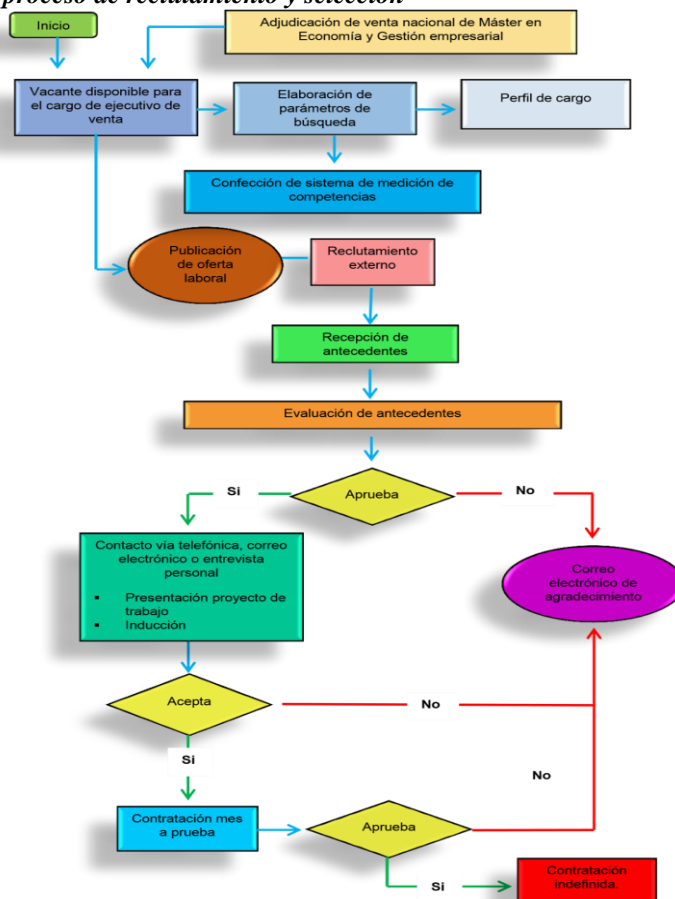 proceso de reclutamiento y selección
Inicio
Adjudicación de venta nacional de Máster en
Economía y Gestión empresarial
Vacante disponible para
el cargo de ejecutivo de
venta
Elaboración de
parámetros de
búsqueda
Perfil de cargo
Confección de sistema de medición de
competencias
Publicación
de oferta
laboral
Reclutamiento
externo
Recepción de
antecedentes
Evaluación de antecedentes
Aprueba
Si
No
Contacto vía telefónica, correo
electrónico o entrevista
personal
▪ Presentación proyecto de
trabajo
▪ Inducción
Correo
electrónico de
agradecimiento
Acepta
No
Si
No
Contratación mes
a prueba
Aprueba
Si
Contratación
indefinida.